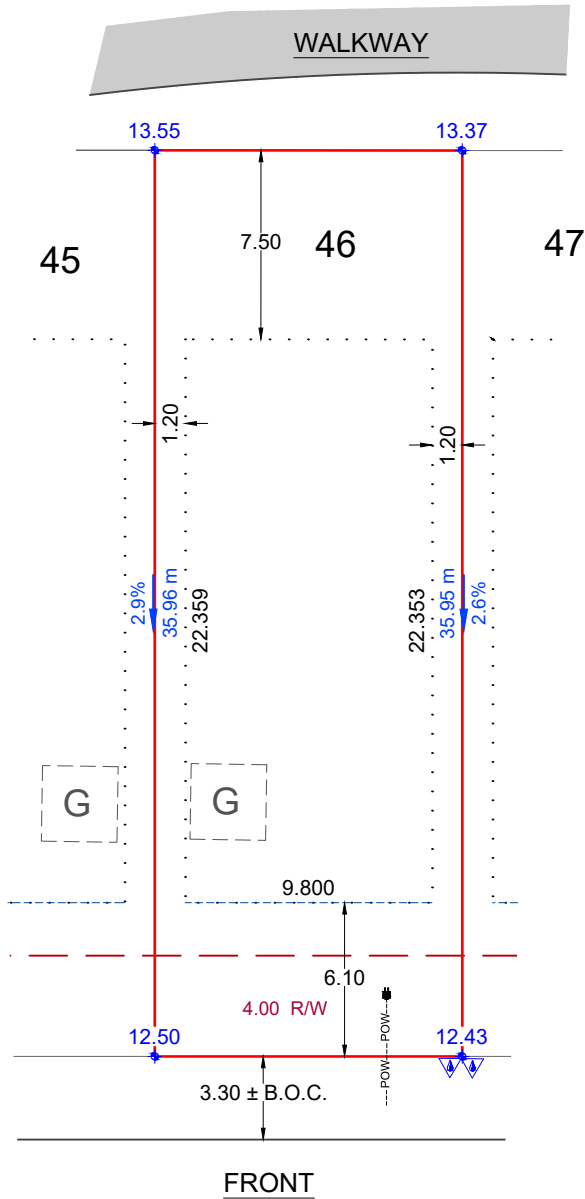 WALKWAY
13.55
13.37
7.50
45
46
47
1.20
1.20
2.9%
35.96 m
22.359
22.353
35.95 m
2.6%
G
G
9.800
6.10
4.00 R/W
----POW----POW----
12.50
12.43
3.30 ± B.O.C.
FRONT